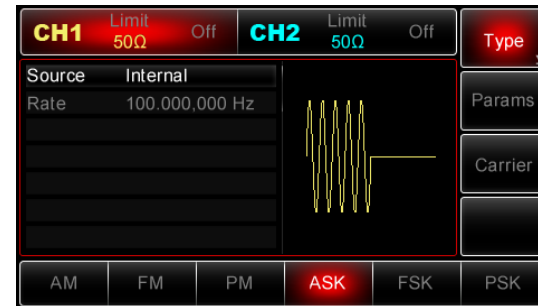 CH1 Limit 50Ω Off CH2 Limit 50Ω Off Type
Source Internal
Rate 100.000,000 Hz
Params
Carrier
AM FM PM ASK FSK PSK